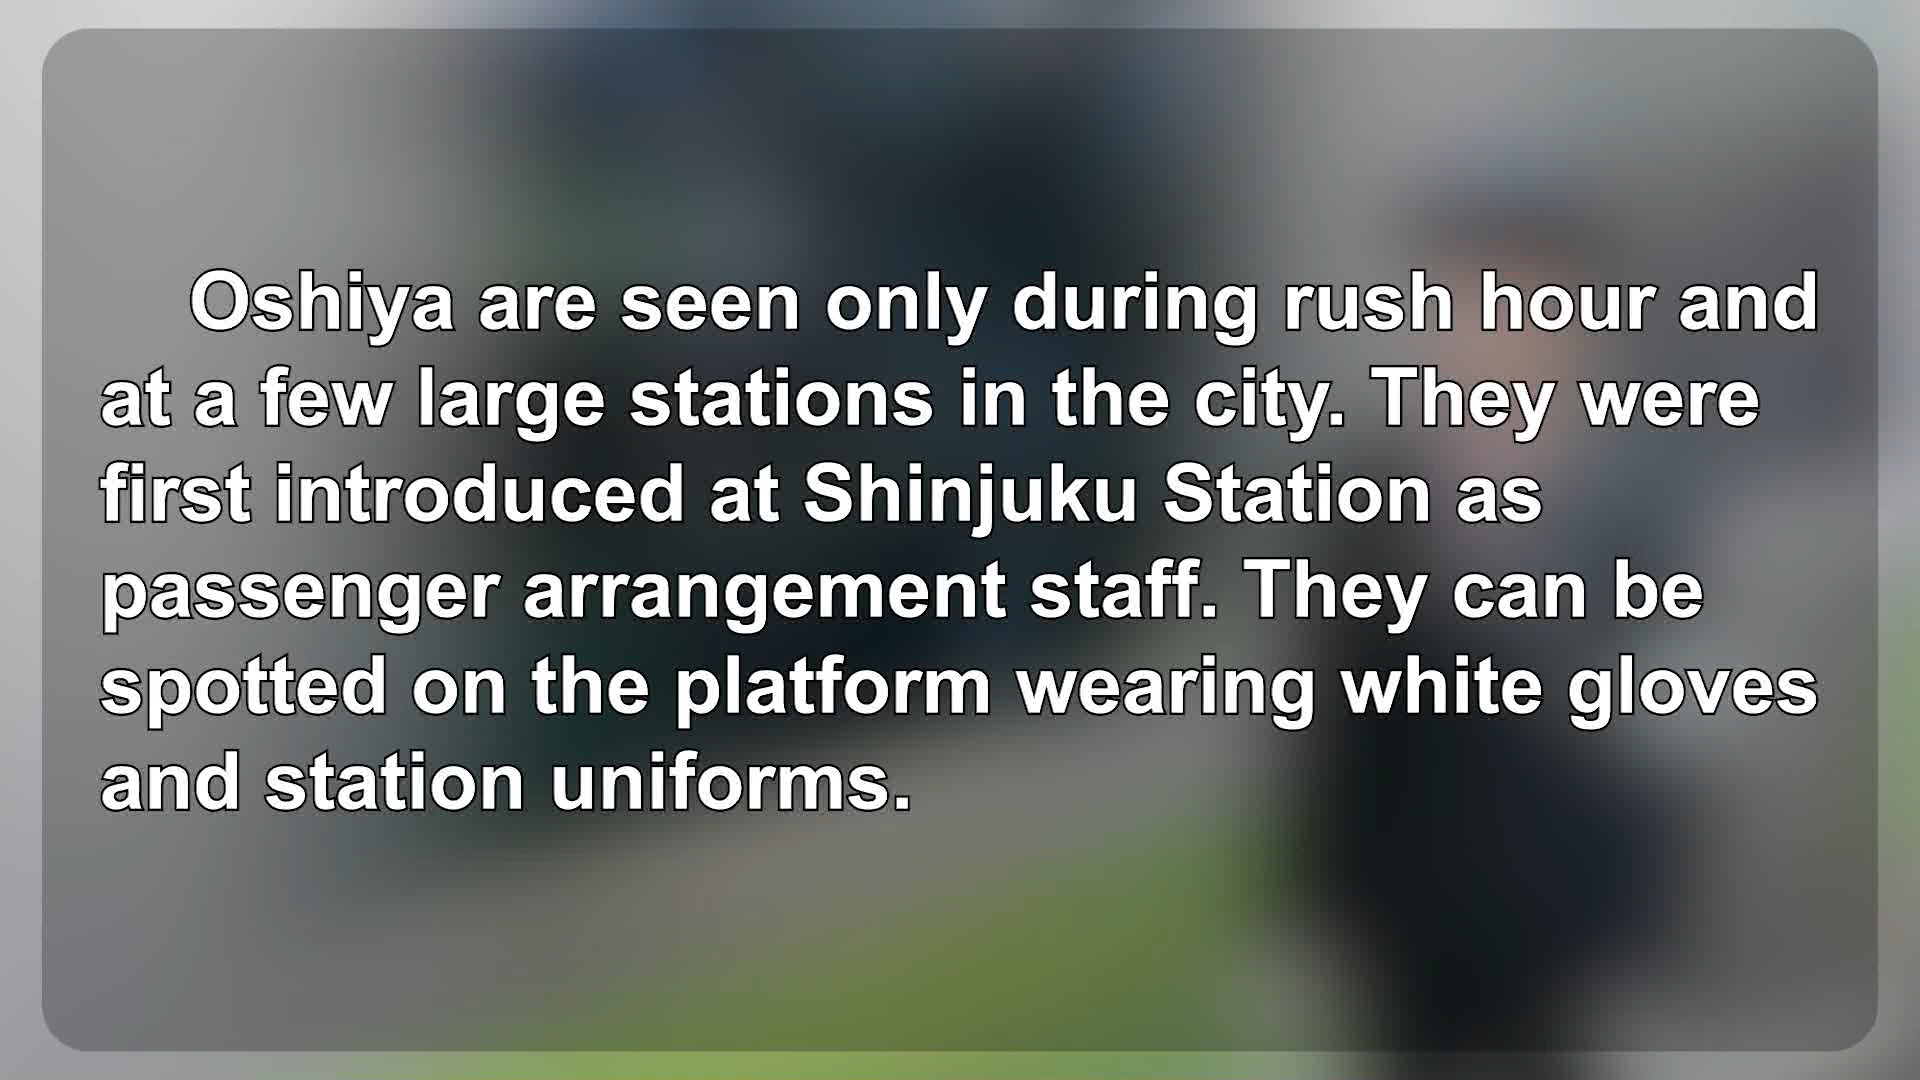 Oshiya are seen only during rush hour and
at a few large stations in the city. They were
first introduced at Shinjuku Station as
passenger arrangement staff. They can be
spotted on the platform wearing white gloves
and station uniforms.